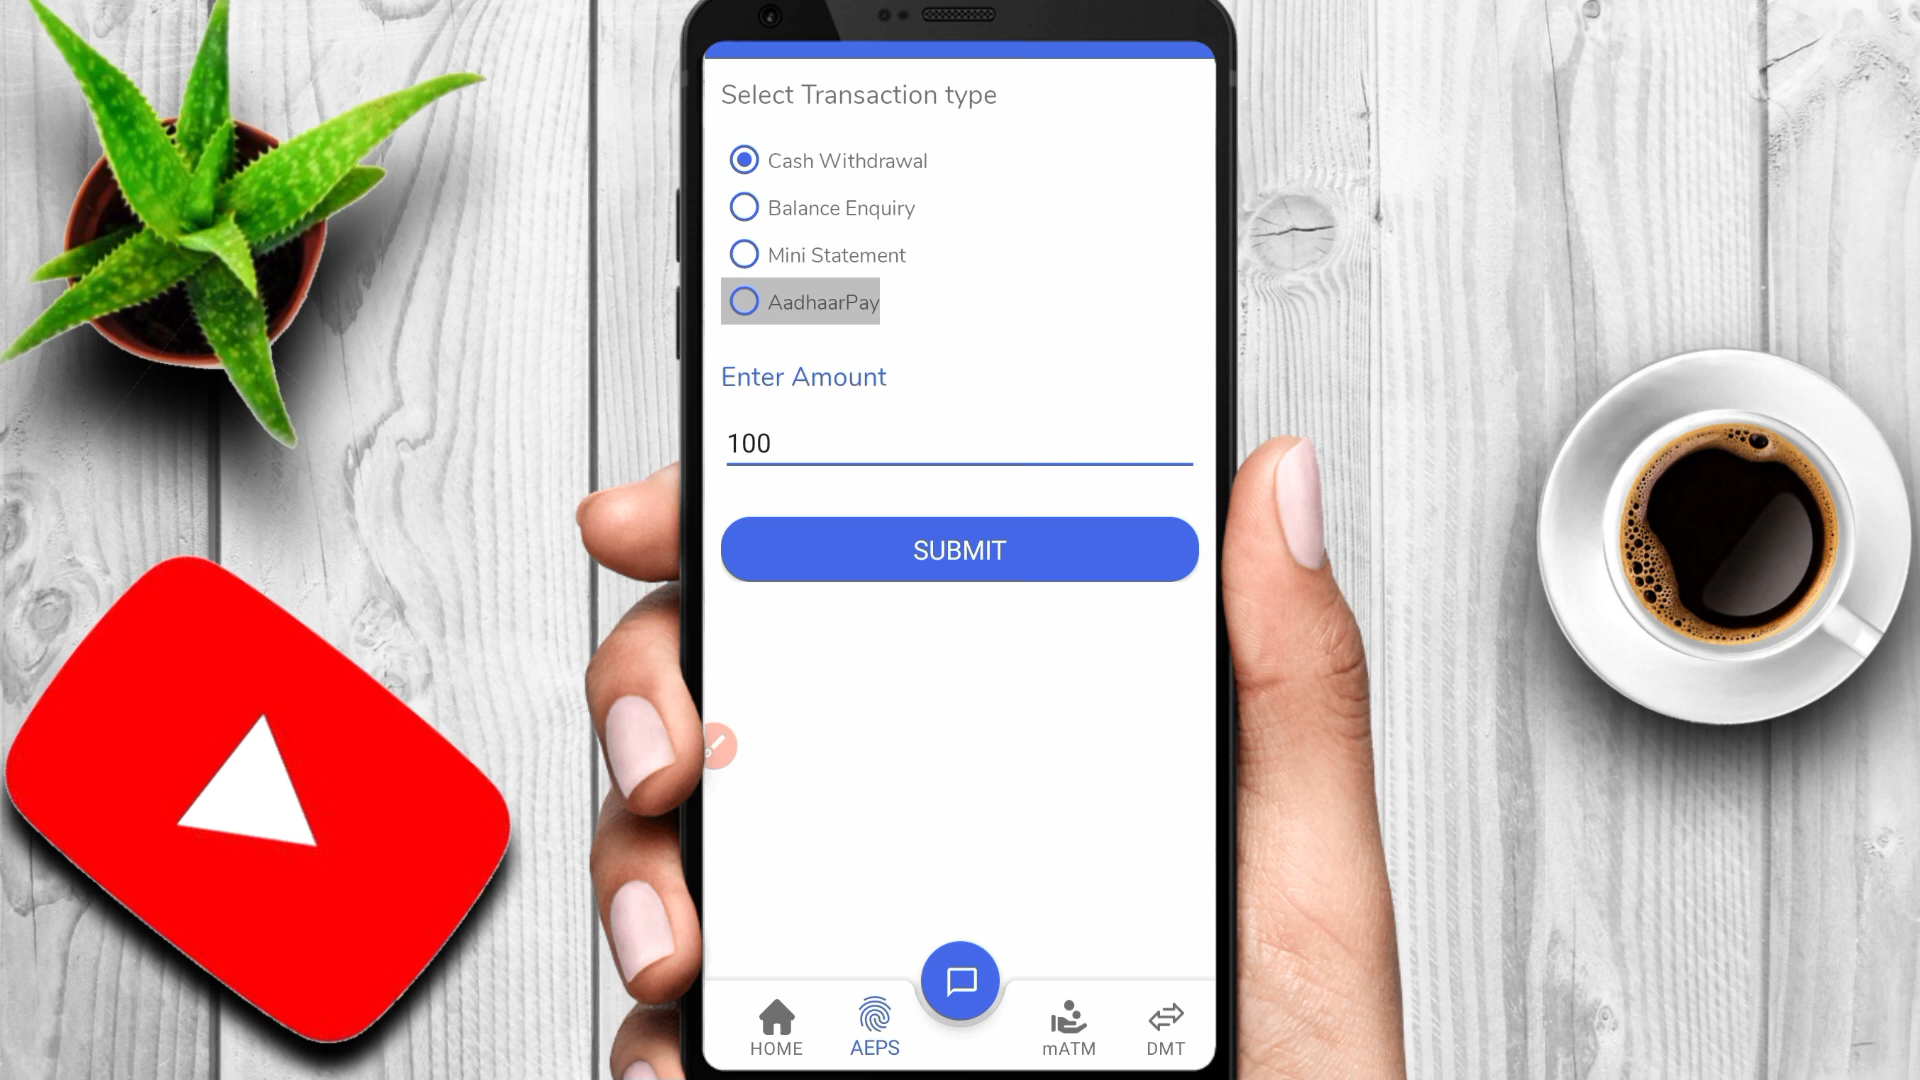 Select Transaction type
Cash Withdrawal
Balance Enquiry
Mini Statement
AadhaarPay
Enter Amount
100
SUBMIT
HOME
AEPS
mATM
DMT